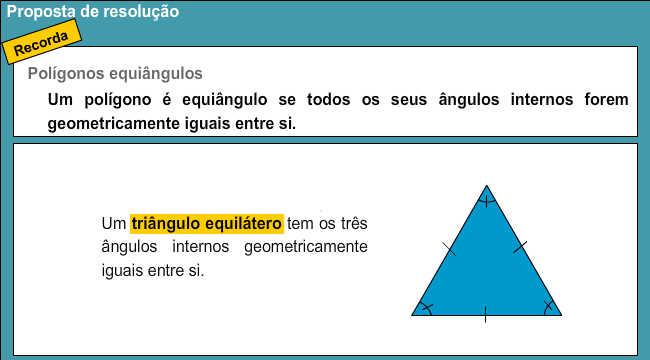 Proposta de resolução
Recorda
Polígonos equiângulos
Um polígono é equiângulo se todos os seus ângulos internos forem
geometricamente iguais entre si.
Um triângulo equilátero tem os três
ângulos internos geometricamente
iguais entre si.